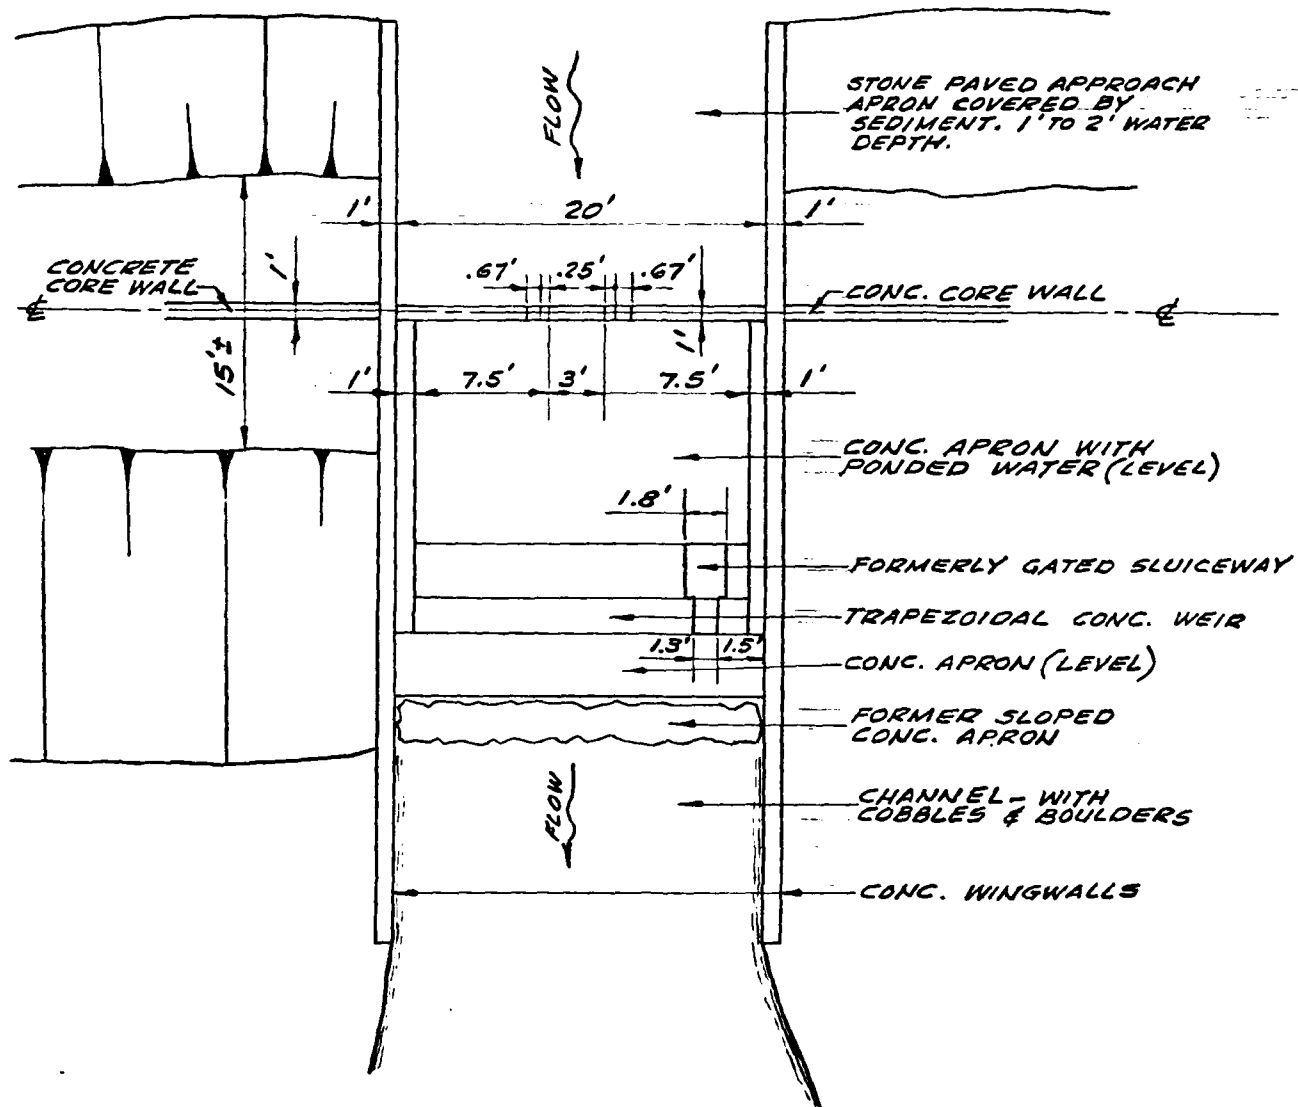 STONE PAVED APPROACH
APRON COVERED BY
SEDIMENT. 1' TO 2' WATER
DEPTH.
FLOW
1' 20' 1'
CONCRETE
CORE WALL
1'
.67' .25' .67'
CONC. CORE WALL
℄ ℄
15'±
1'
1' 7.5' 3' 7.5' 1'
CONC. APRON WITH
PONDED WATER (LEVEL)
1.8'
FORMERLY GATED SLUICEWAY
TRAPEZOIDAL CONC. WEIR
1.3' 1.5'
CONC. APRON (LEVEL)
FORMER SLOPED
CONC. APRON
FLOW
CHANNEL - WITH
COBBLES & BOULDERS
CONC. WINGWALLS